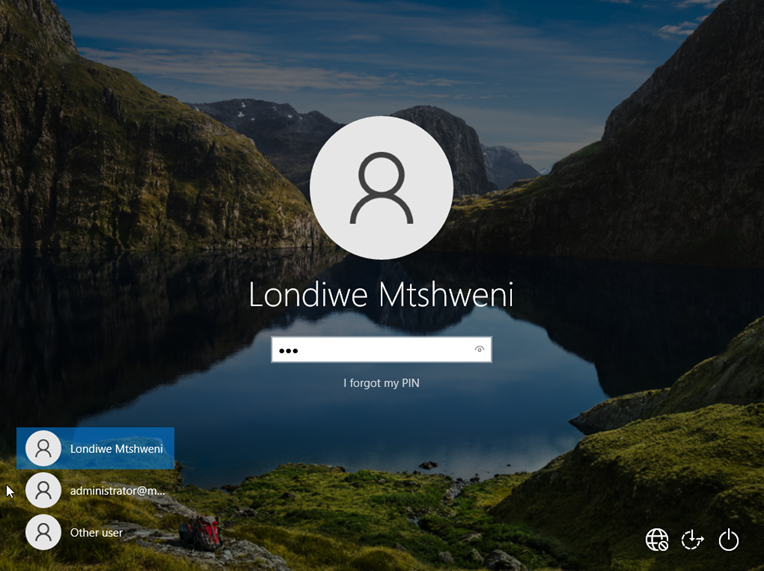 Londiwe Mtshweni
I forgot my PIN
Londiwe Mtshweni
administrator@m...
Other user